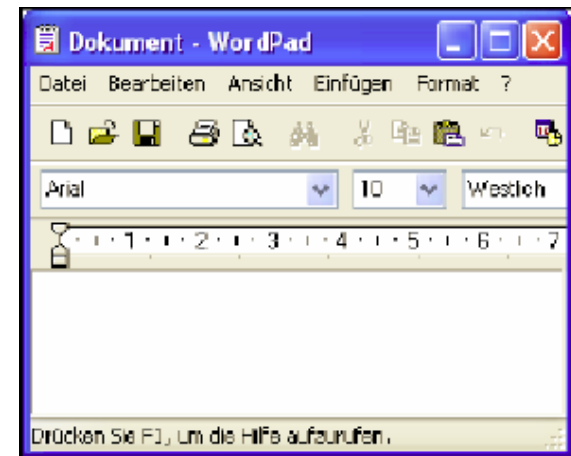 Dokument - WordPad
Datei Bearbeiten Ansicht Einfügen Format ?
Arial 10 Westlich
1 2 3 4 5 6 7
Drücken Sie F1, um die Hilfe aufzurufen.